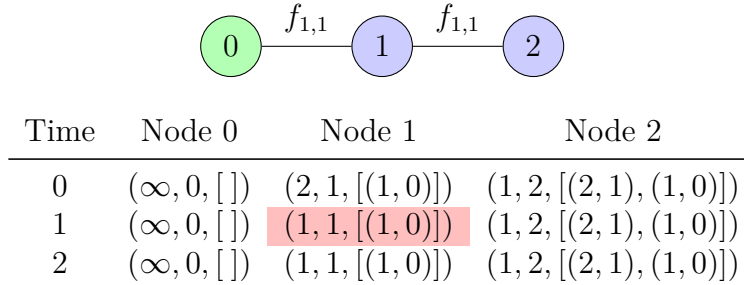 f₁,₁ f₁,₁
0 1 2
Time Node 0 Node 1 Node 2
0 (∞, 0, [ ]) (2, 1, [(1, 0)]) (1, 2, [(2, 1), (1, 0)])
1 (∞, 0, [ ]) (1, 1, [(1, 0)]) (1, 2, [(2, 1), (1, 0)])
2 (∞, 0, [ ]) (1, 1, [(1, 0)]) (1, 2, [(2, 1), (1, 0)])